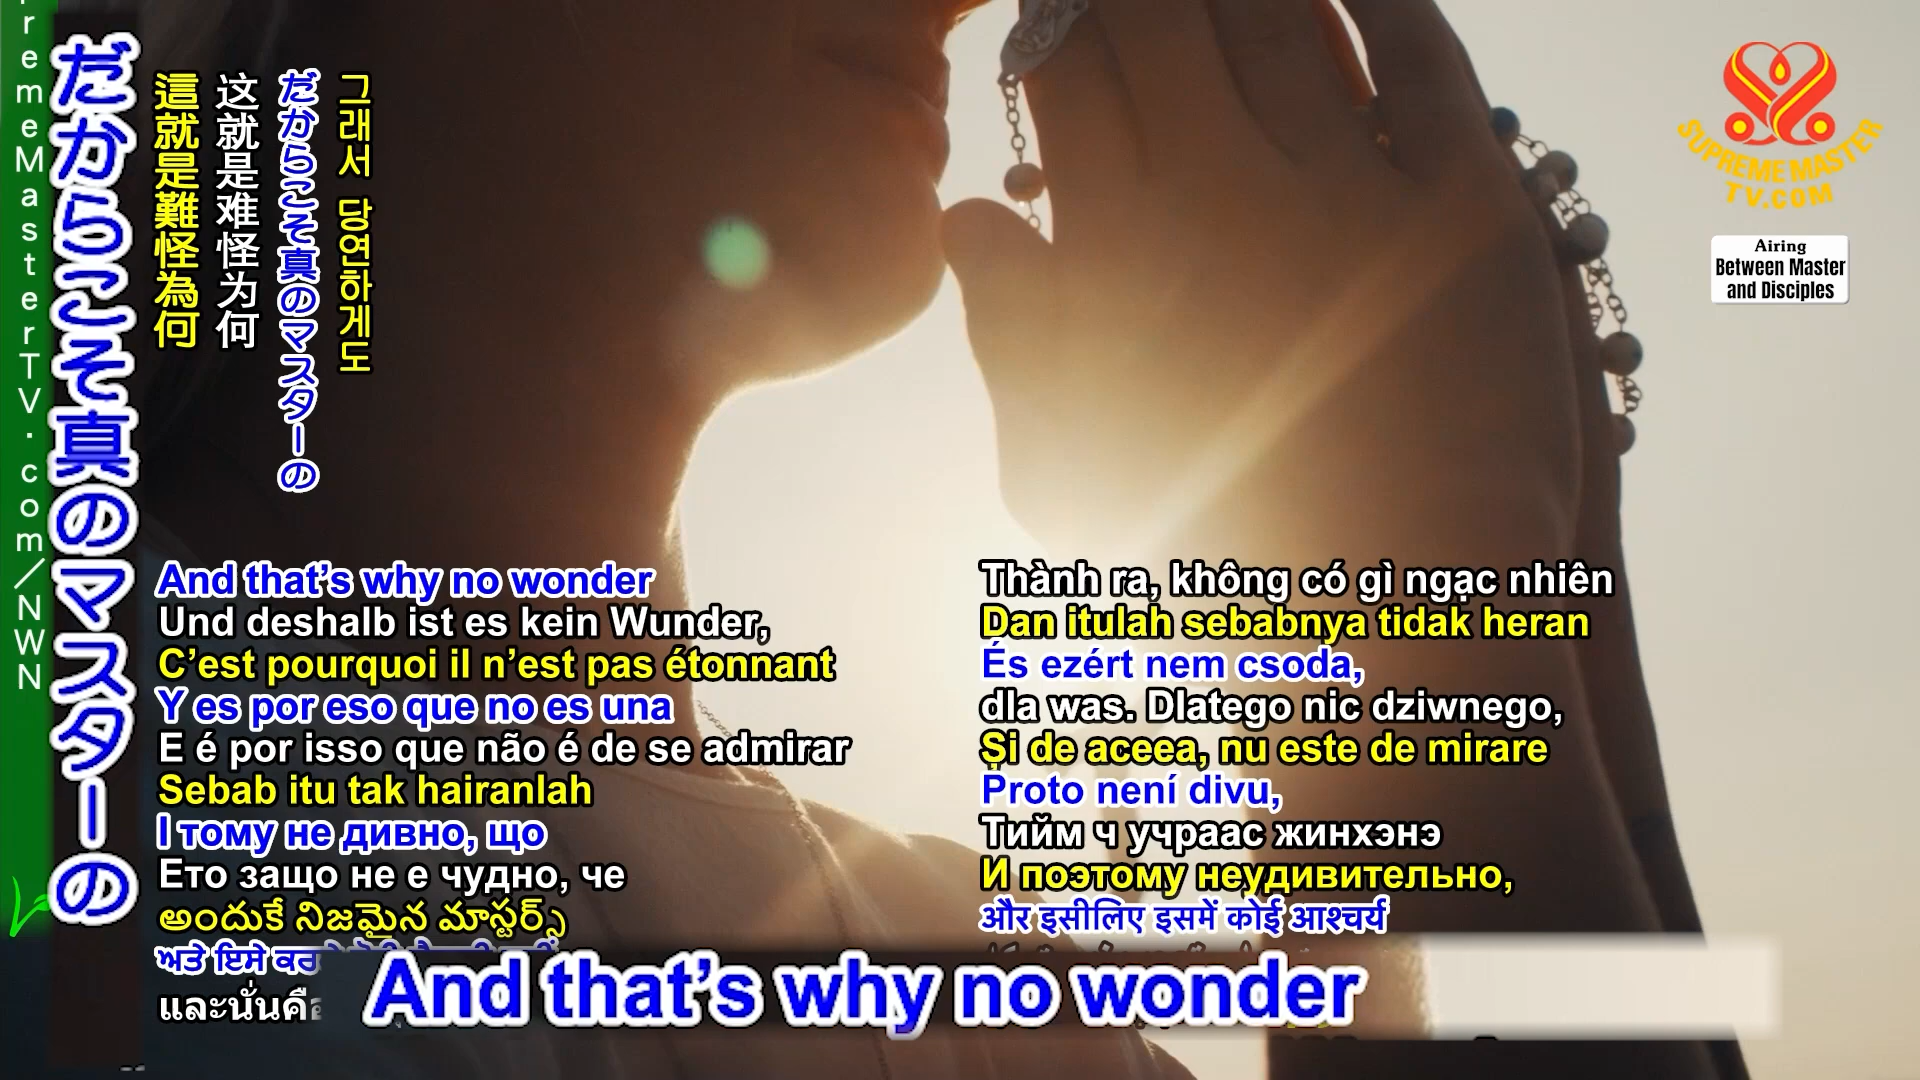 SupremeMasterTV.com/NWN
だからこそ真のマスターの
這就是難怪為何
这就是难怪为何
だからこそ真のマスターの
그래서 당연하게도
SUPREME MASTER
TV.COM
Airing
Between Master
and Disciples
And that’s why no wonder
Und deshalb ist es kein Wunder,
C’est pourquoi il n’est pas étonnant
Y es por eso que no es una
E é por isso que não é de se admirar
Sebab itu tak hairanlah
І тому не дивно, що
Ето защо не е чудно, че
అందుకే నిజమైన మాస్టర్స్
ਅਤੇ ਇਸੇ
และนั่นคือ
Thành ra, không có gì ngạc nhiên
Dan itulah sebabnya tidak heran
És ezért nem csoda,
dla was. Dlatego nic dziwnego,
Și de aceea, nu este de mirare
Proto není divu,
Тийм ч учраас жинхэнэ
И поэтому неудивительно,
और इसीलिए इसमें कोई आश्चर्य
And that’s why no wonder